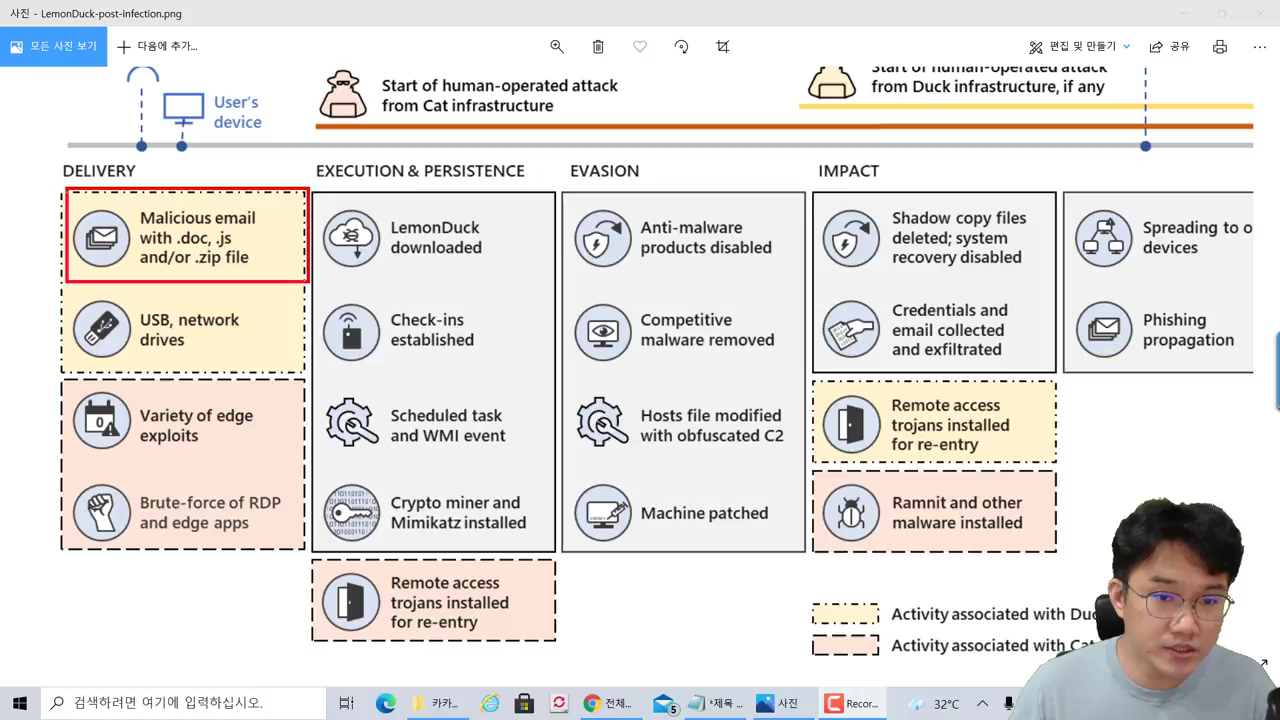 사진 - LemonDuck-post-infection.png
모든 사진 보기
다음에 추가...
편집 및 만들기
공유
Start of human-operated attack
from Cat infrastructure
Start of human-operated attack
from Duck infrastructure, if any
User's
device
DELIVERY
EXECUTION & PERSISTENCE
EVASION
IMPACT
Malicious email
with .doc, .js
and/or .zip file
USB, network
drives
Variety of edge
exploits
Brute-force of RDP
and edge apps
LemonDuck
downloaded
Check-ins
established
Scheduled task
and WMI event
Crypto miner and
Mimikatz installed
Remote access
trojans installed
for re-entry
Anti-malware
products disabled
Competitive
malware removed
Hosts file modified
with obfuscated C2
Machine patched
Shadow copy files
deleted; system
recovery disabled
Credentials and
email collected
and exfiltrated
Remote access
trojans installed
for re-entry
Ramnit and other
malware installed
Spreading to o
devices
Phishing
propagation
Activity associated with Duc
Activity associated with Cat
검색하려면 여기에 입력하십시오.
카카...
전체...
5
*제목 ...
사진
Recor...
32°C